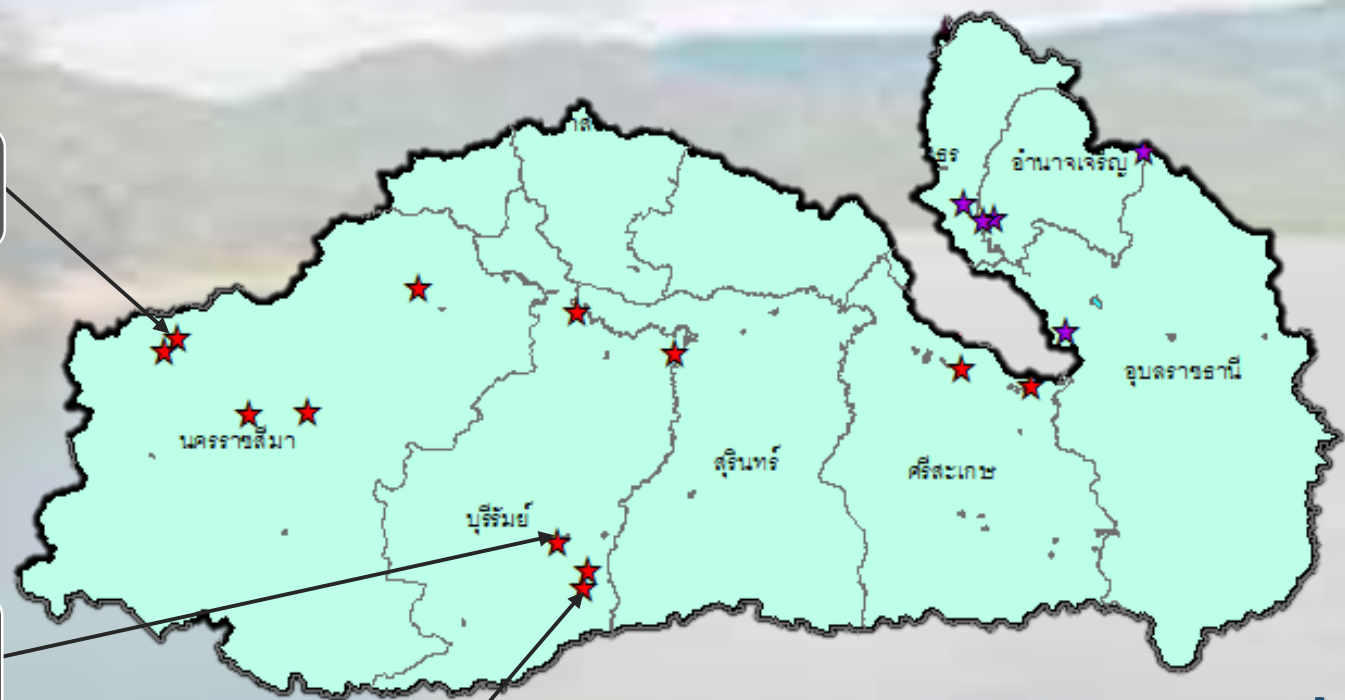 อำนาจเจริญ
อุบลราชธานี
นครราชสีมา
สุรินทร์
ศรีสะเกษ
บุรีรัมย์